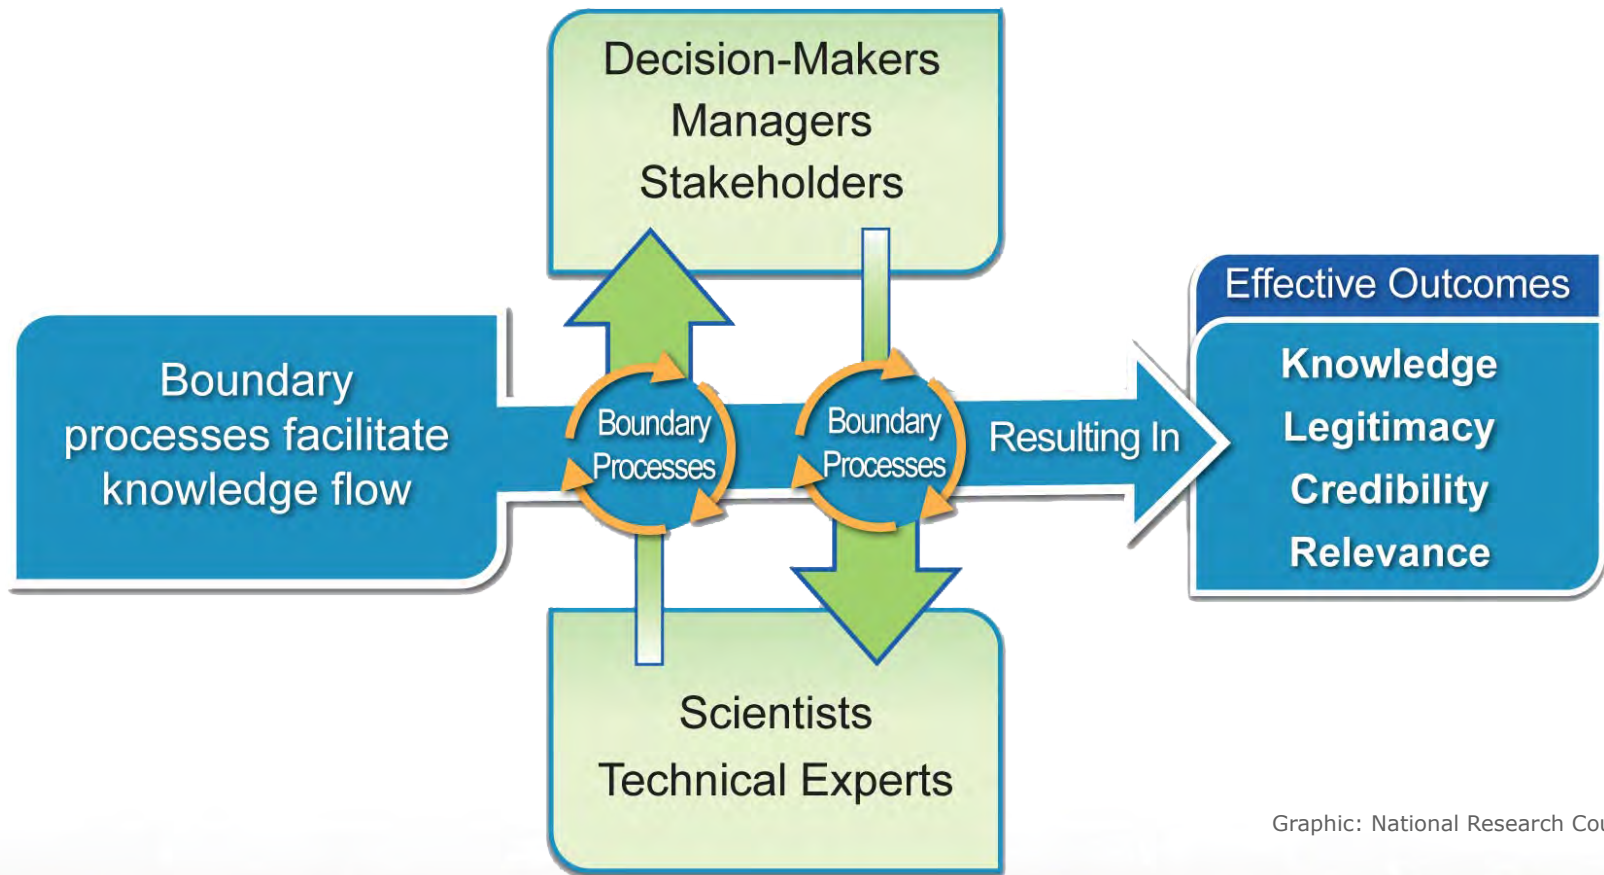 Decision-Makers
Managers
Stakeholders
Boundary
processes facilitate
knowledge flow
Boundary
Processes
Boundary
Processes
Resulting In
Effective Outcomes
Knowledge
Legitimacy
Credibility
Relevance
Scientists
Technical Experts
Graphic: National Research